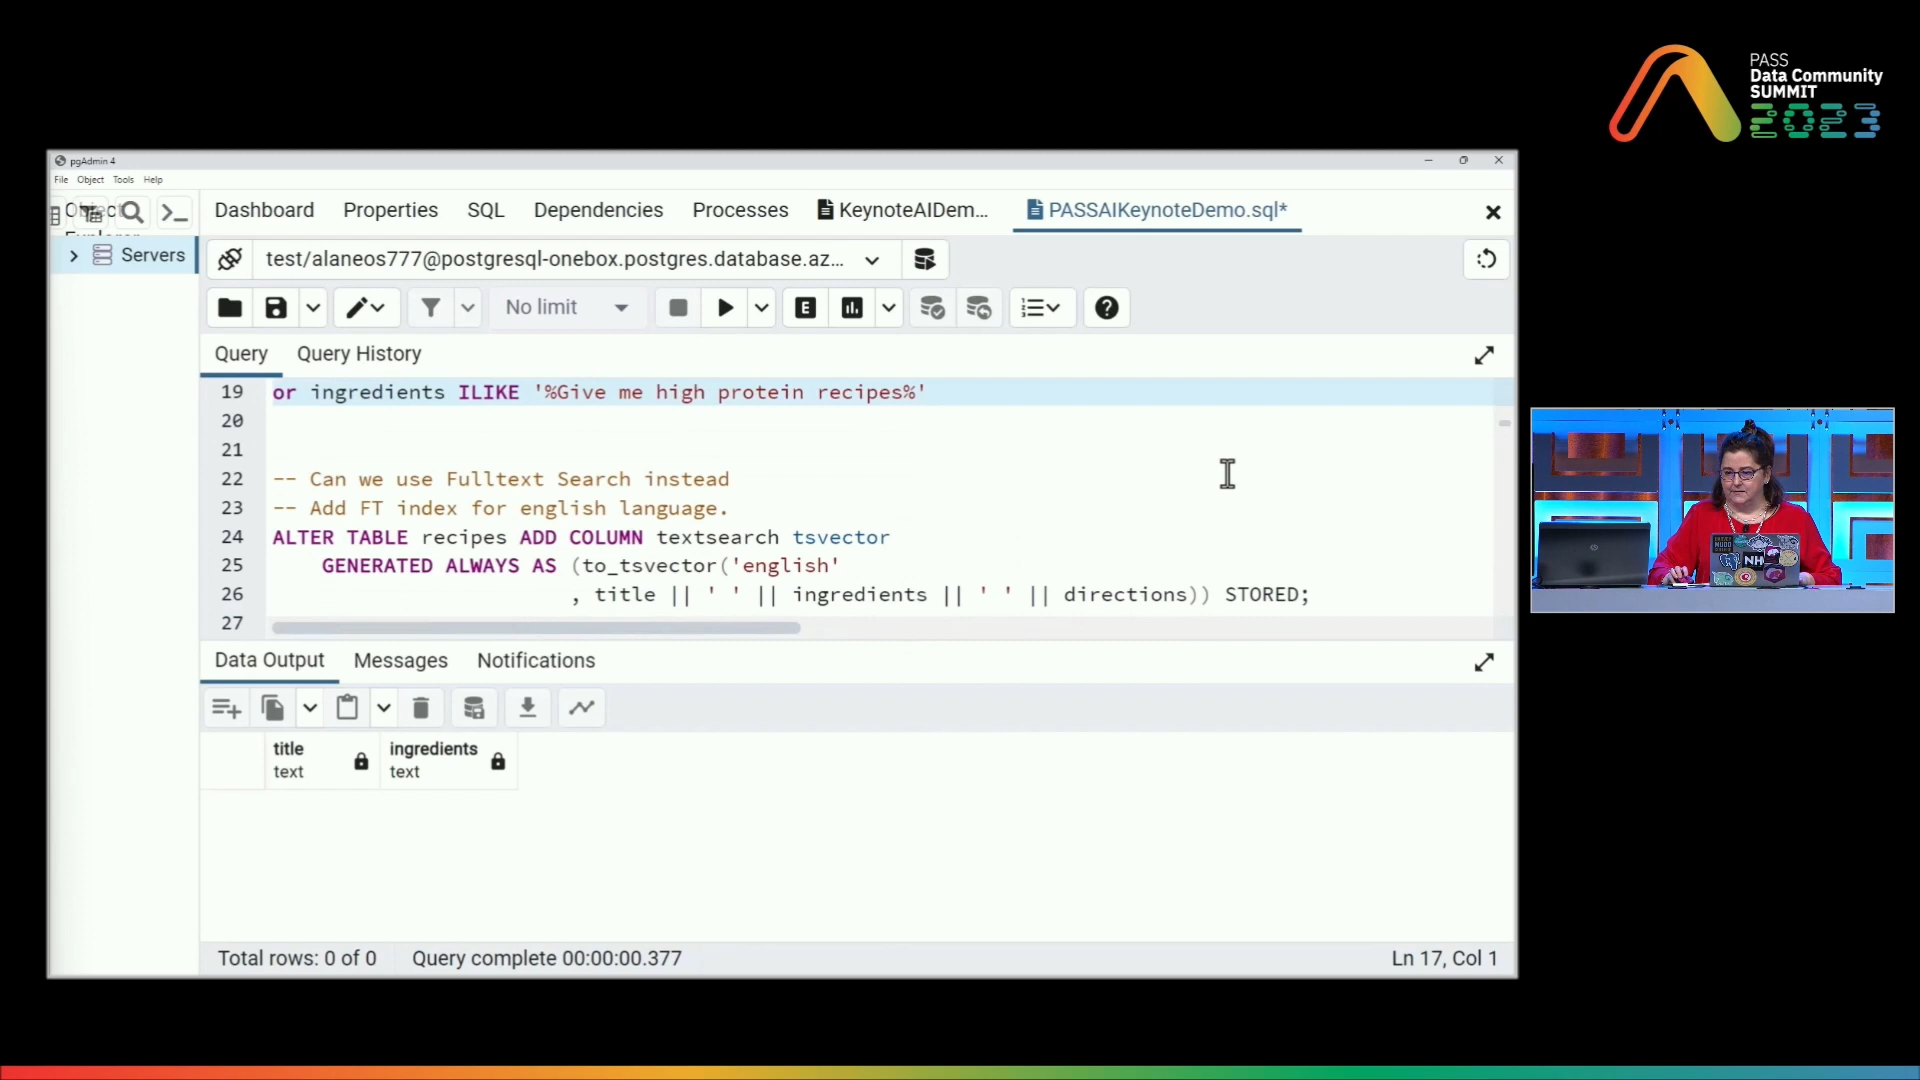 PASS
Data Community
SUMMIT
2023
pgAdmin 4
File Object Tools Help
Dashboard Properties SQL Dependencies Processes KeynoteAIDem... PASSAIKeynoteDemo.sql*
Servers
test/alaneos777@postgresql-onebox.postgres.database.az...
No limit
E
Query Query History
19 or ingredients ILIKE '%Give me high protein recipes%'
20
21
22 -- Can we use Fulltext Search instead
23 -- Add FT index for english language.
24 ALTER TABLE recipes ADD COLUMN textsearch tsvector
25 GENERATED ALWAYS AS (to_tsvector('english'
26 , title || ' ' || ingredients || ' ' || directions)) STORED;
27
Data Output Messages Notifications
title ingredients
text text
Total rows: 0 of 0 Query complete 00:00:00.377 Ln 17, Col 1
NH